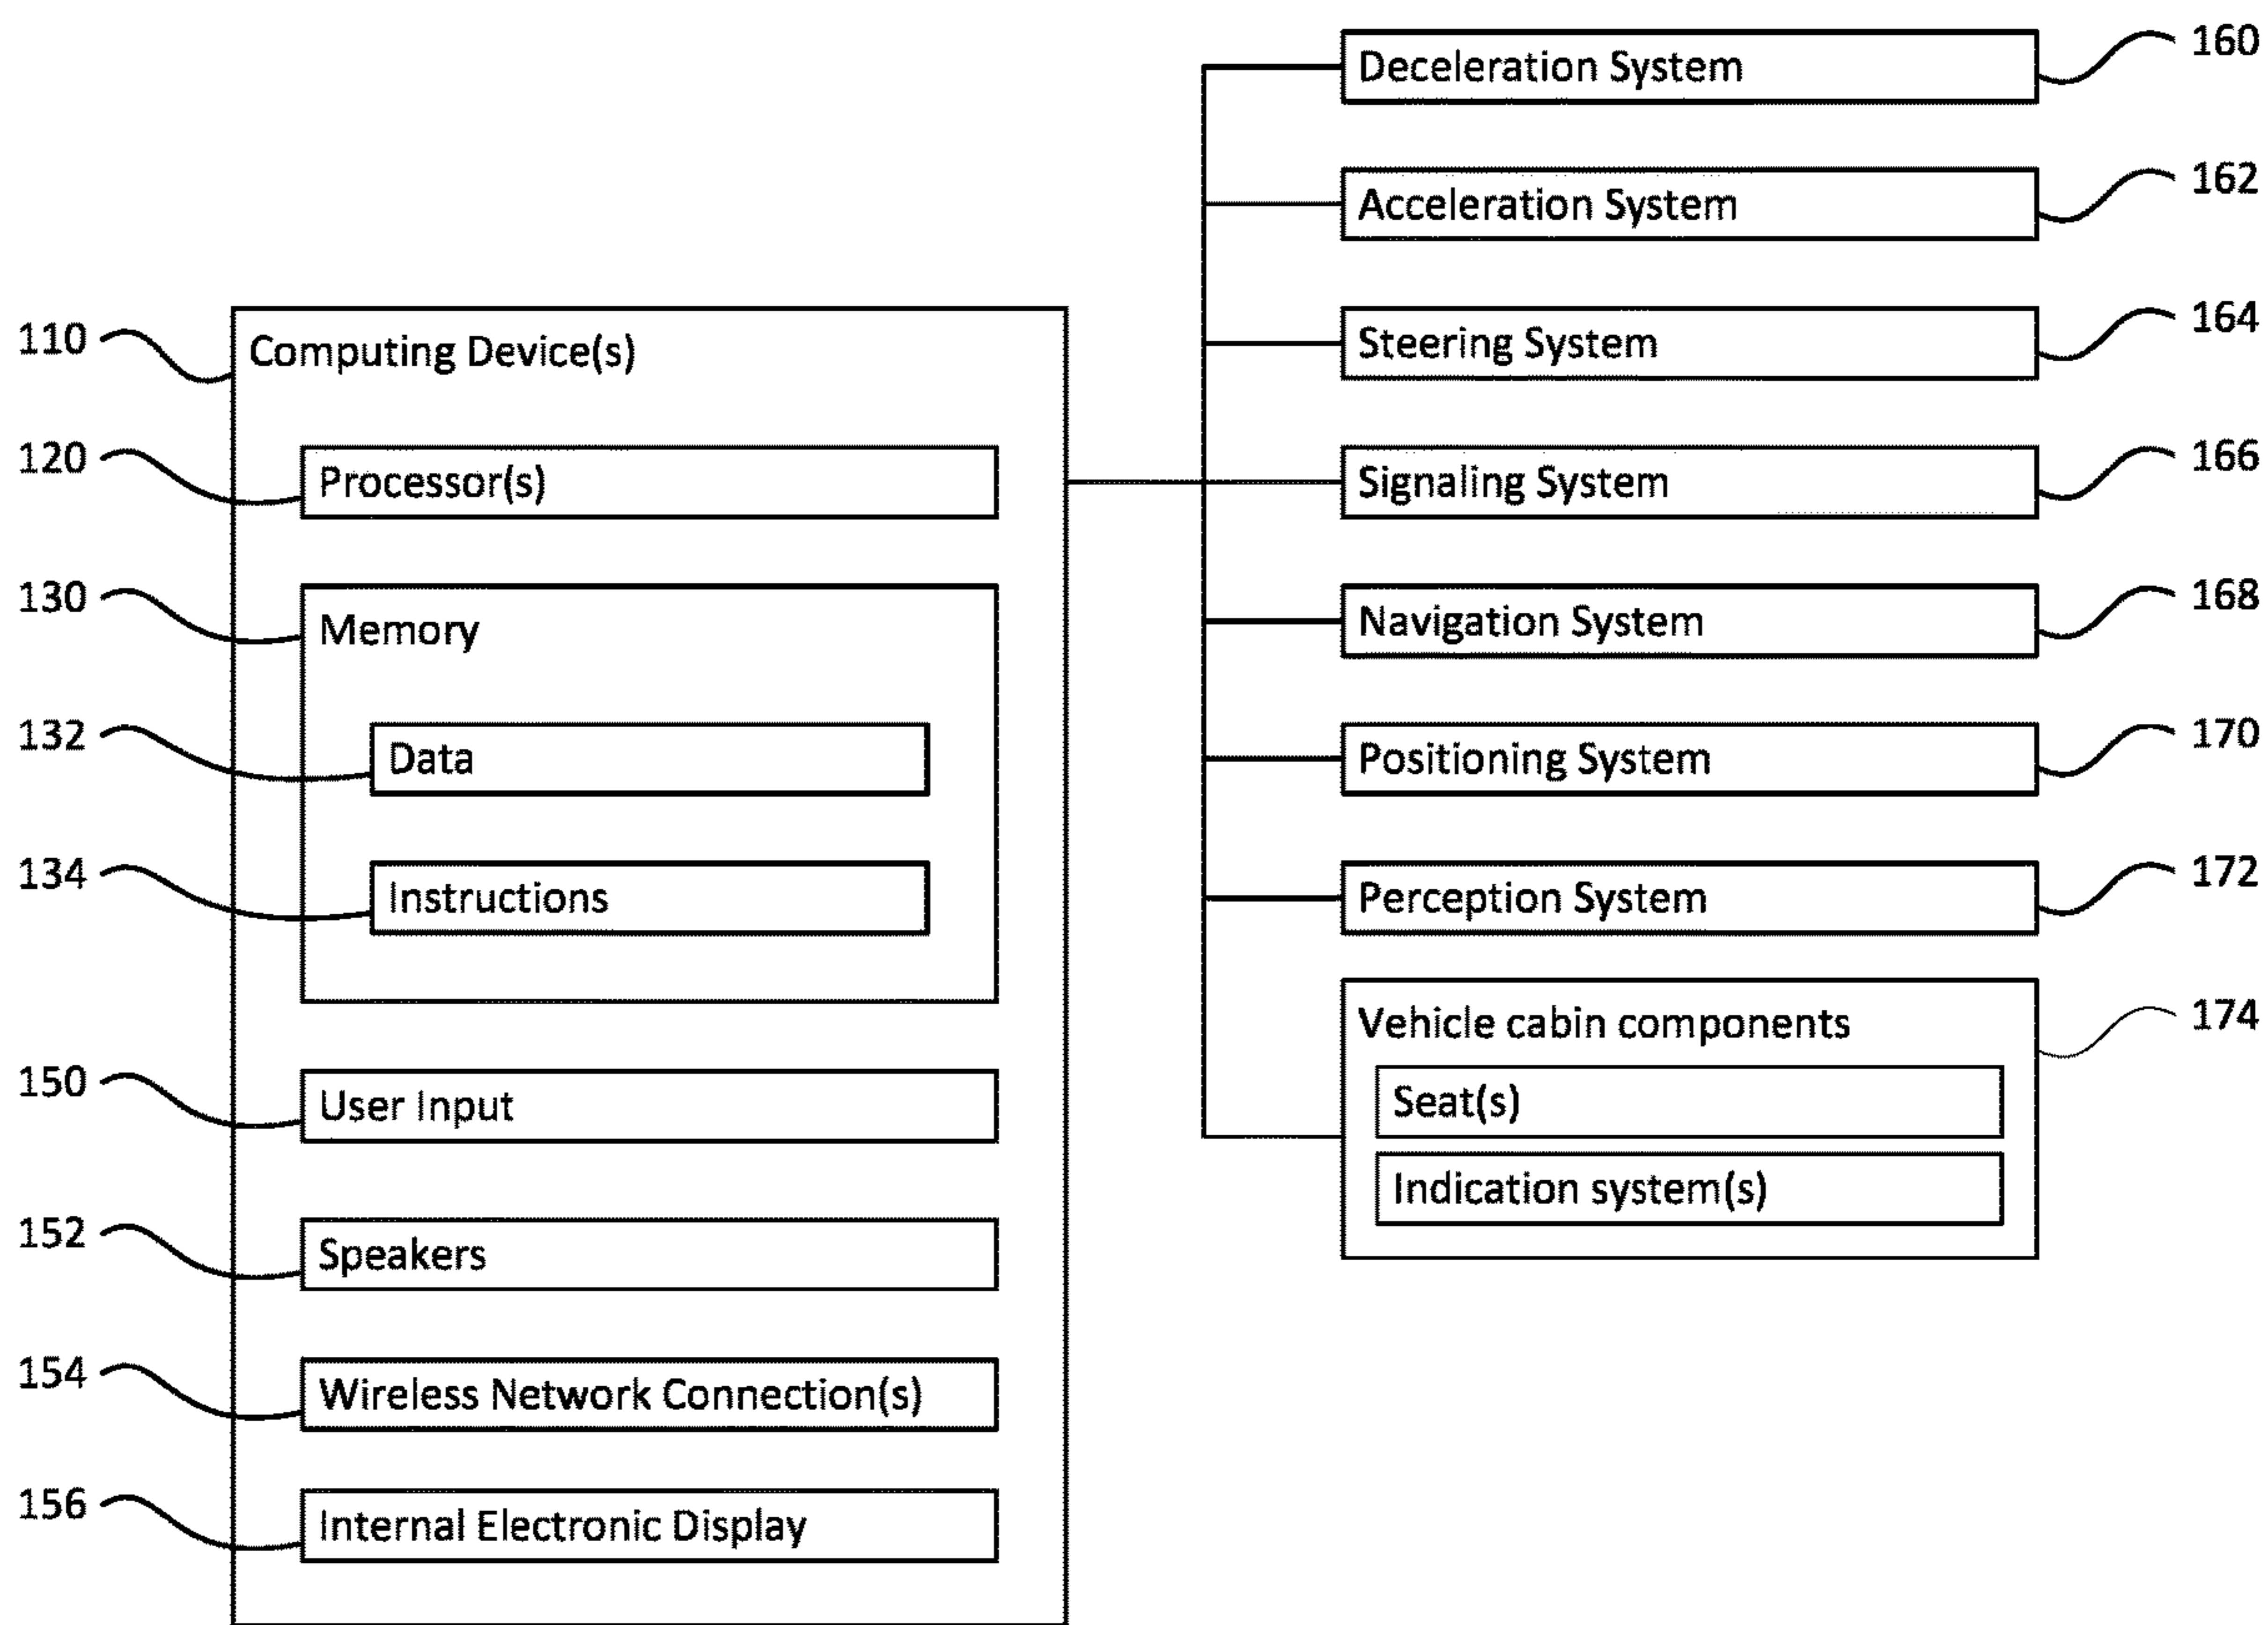 110
Computing Device(s)
120
Processor(s)
130
Memory
132
Data
134
Instructions
150
User Input
152
Speakers
154
Wireless Network Connection(s)
156
Internal Electronic Display
Deceleration System
160
Acceleration System
162
Steering System
164
Signaling System
166
Navigation System
168
Positioning System
170
Perception System
172
Vehicle cabin components
174
Seat(s)
Indication system(s)